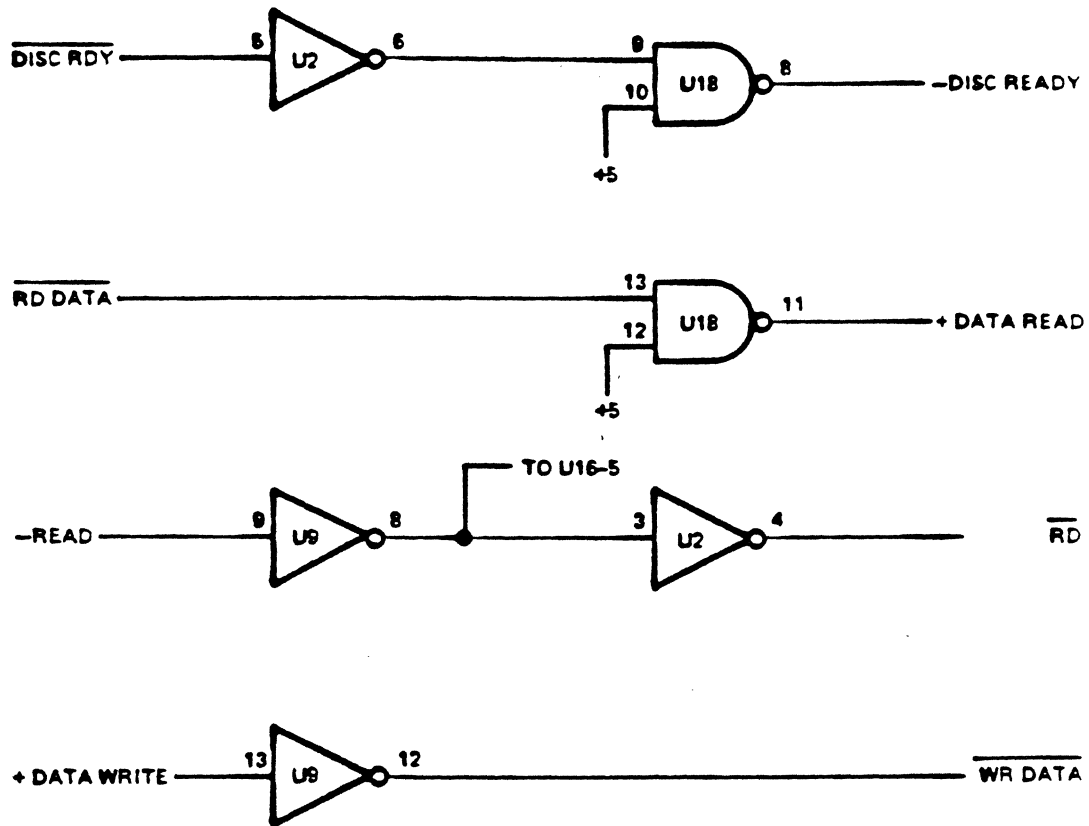 DISC RDY 5 U2 6 9 10 U18 8 –DISC READY
+5
RD DATA 13 12 U18 11 + DATA READ
+5
TO U16–5
–READ 9 U9 8 3 U2 4 RD
+ DATA WRITE 13 U9 12 WR DATA